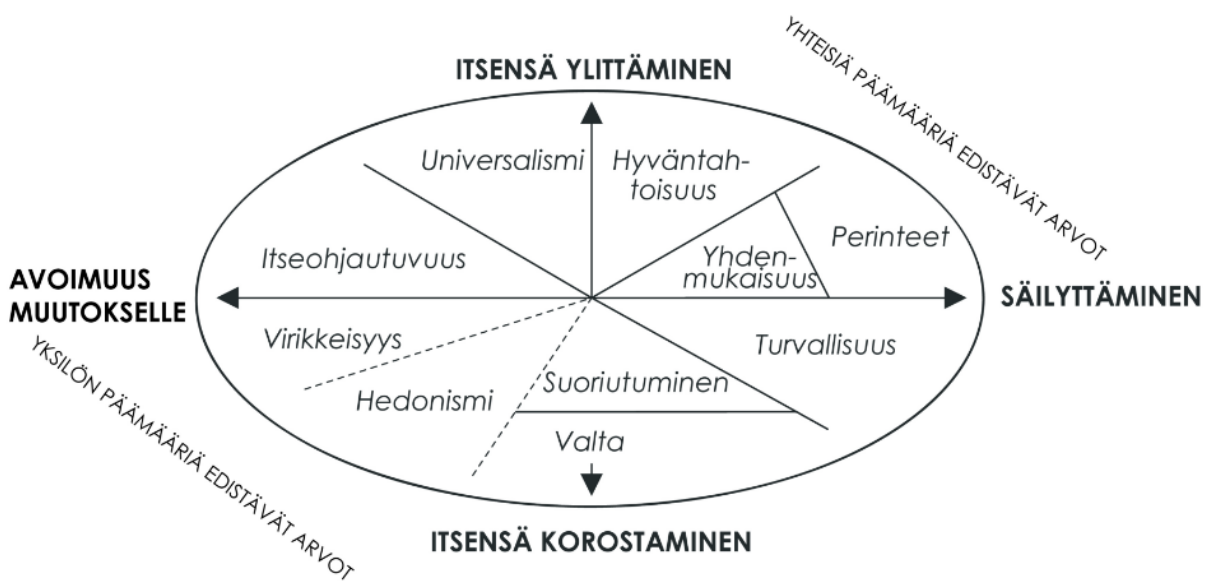 YHTEISIÄ PÄÄMÄÄRIÄ EDISTÄVÄT ARVOT
ITSENSÄ YLITTÄMINEN
Universalismi
Hyväntah-
toisuus
Perinteet
Yhden-
mukaisuus
Itseohjautuvuus
AVOIMUUS
MUUTOKSELLE
SÄILYTTÄMINEN
Virikkeisyys
Turvallisuus
Hedonismi
Suoriutuminen
Valta
YKSILÖN PÄÄMÄÄRIÄ EDISTÄVÄT ARVOT
ITSENSÄ KOROSTAMINEN